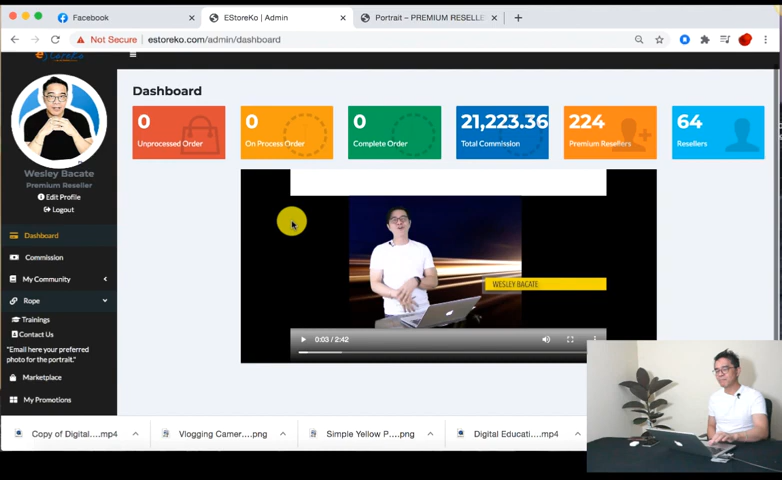 Facebook
EStoreKo | Admin
Portrait – PREMIUM RESELLE
Not Secure
estoreko.com/admin/dashboard
Wesley Bacate
Premium Reseller
Edit Profile
Logout
Dashboard
Commission
My Community
Rope
Trainings
Contact Us
"Email here your preferred
photo for the portrait."
Marketplace
My Promotions
Dashboard
0
Unprocessed Order
0
On Process Order
0
Complete Order
21,223.36
Total Commission
224
Premium Resellers
64
Resellers
WESLEY BACATE
0:03 / 2:42
Copy of Digital....mp4
Vlogging Camer....png
Simple Yellow P....png
Digital Educati....mp4